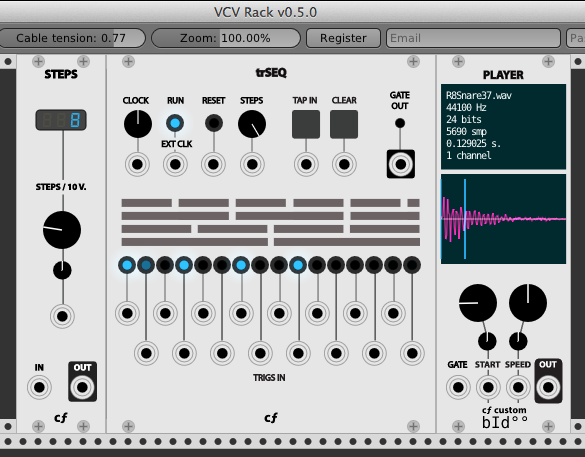 VCV Rack v0.5.0
Cable tension: 0.77
Zoom: 100.00%
Register
Email
Pa
STEPS
8
STEPS / 10 V.
IN
OUT
cf
trSEQ
CLOCK
RUN
RESET
STEPS
TAP IN
CLEAR
GATE
OUT
EXT CLK
TRIGS IN
cf
PLAYER
R8Snare37.wav
44100 Hz
24 bits
5690 smp
0.129025 s.
1 channel
GATE
START
SPEED
OUT
cf custom
bId°°